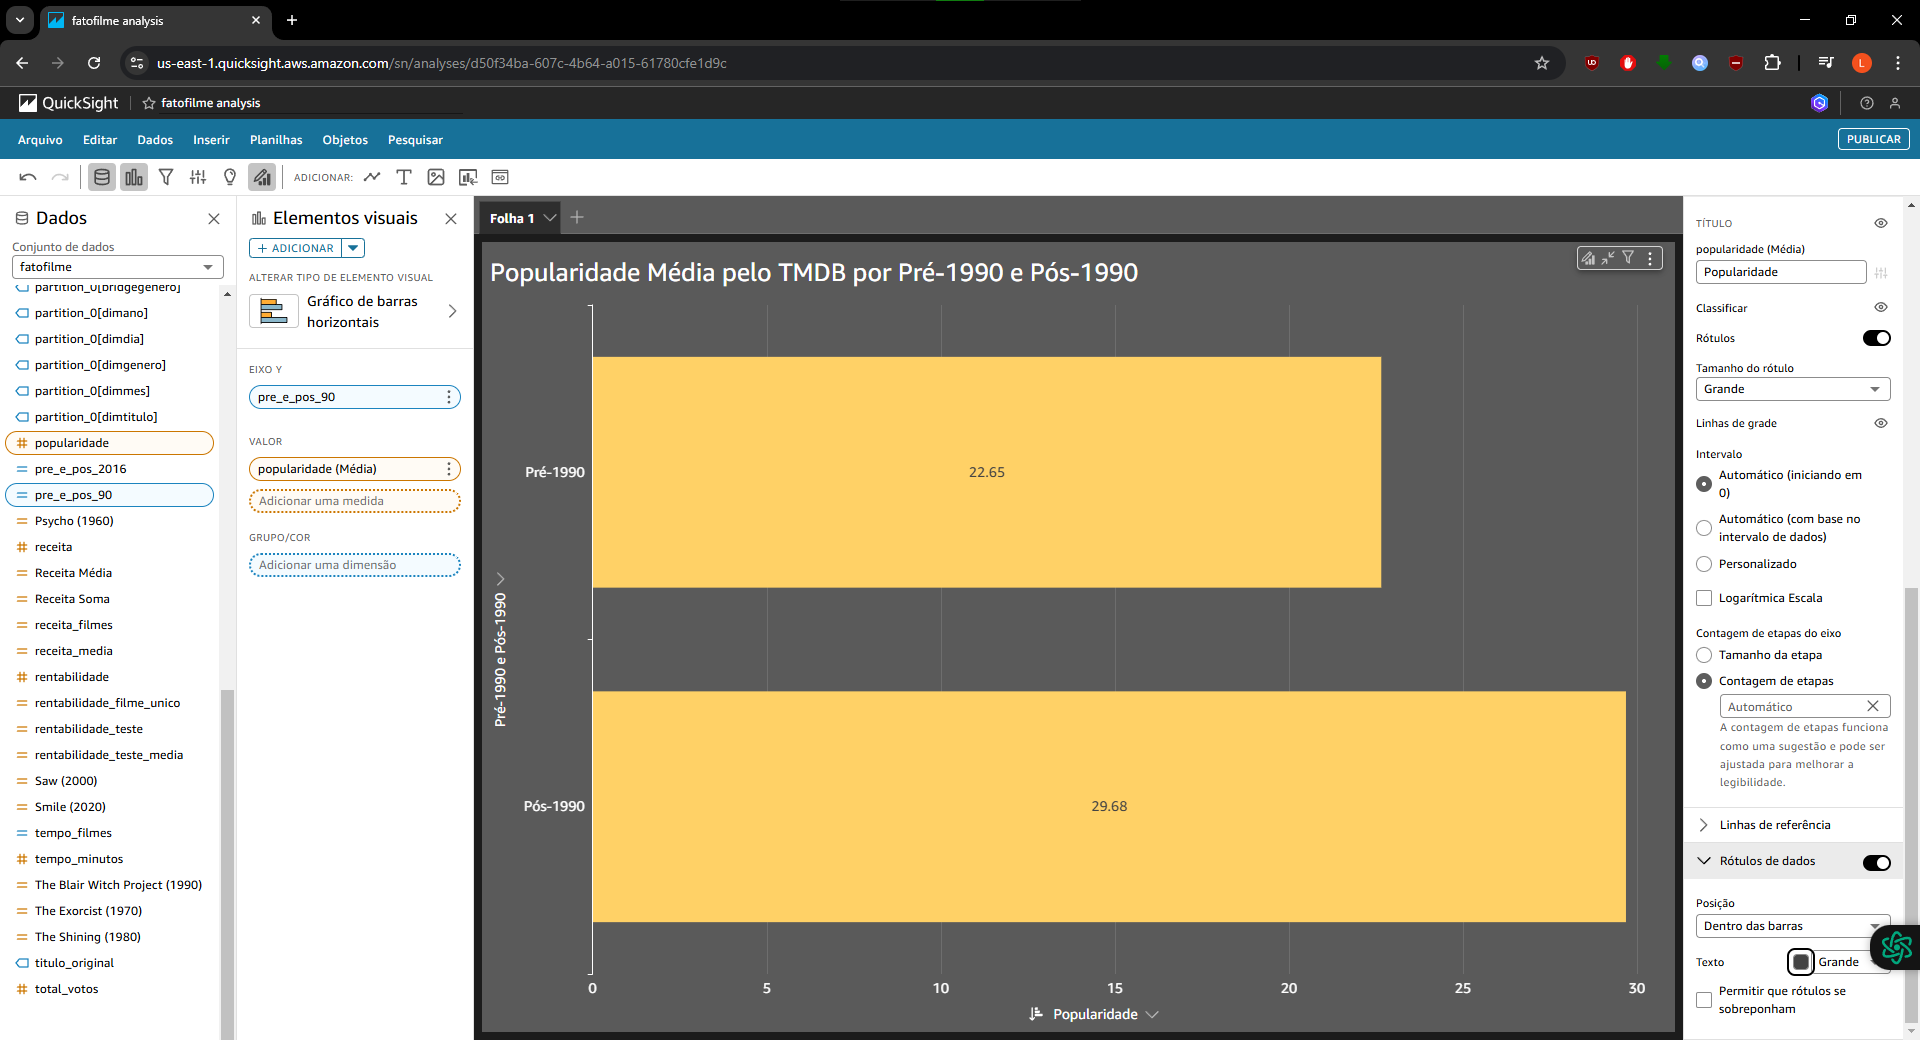 fatofilme analysis
us-east-1.quicksight.aws.amazon.com/sn/analyses/d50f34ba-607c-4b64-a015-61780cfe1d9c
L
QuickSight
fatofilme analysis
Arquivo Editar Dados Inserir Planilhas Objetos Pesquisar
PUBLICAR
ADICIONAR:
Dados
Conjunto de dados
fatofilme
partition_0[bridgegenero]
partition_0[dimano]
partition_0[dimdia]
partition_0[dimgenero]
partition_0[dimmes]
partition_0[dimtitulo]
popularidade
pre_e_pos_2016
pre_e_pos_90
Psycho (1960)
receita
Receita Média
Receita Soma
receita_filmes
receita_media
rentabilidade
rentabilidade_filme_unico
rentabilidade_teste
rentabilidade_teste_media
Saw (2000)
Smile (2020)
tempo_filmes
tempo_minutos
The Blair Witch Project (1990)
The Exorcist (1970)
The Shining (1980)
titulo_original
total_votos
Elementos visuais
ADICIONAR
ALTERAR TIPO DE ELEMENTO VISUAL
Gráfico de barras
horizontais
EIXO Y
pre_e_pos_90
VALOR
popularidade (Média)
Adicionar uma medida
GRUPO/COR
Adicionar uma dimensão
Folha 1
Popularidade Média pelo TMDB por Pré-1990 e Pós-1990
Pré-1990 e Pós-1990
Pré-1990
22.65
Pós-1990
29.68
0 5 10 15 20 25 30
Popularidade
TÍTULO
popularidade (Média)
Popularidade
Classificar
Rótulos
Tamanho do rótulo
Grande
Linhas de grade
Intervalo
Automático (iniciando em
0)
Automático (com base no
intervalo de dados)
Personalizado
Logarítmica Escala
Contagem de etapas do eixo
Tamanho da etapa
Contagem de etapas
Automático
A contagem de etapas funciona
como uma sugestão e pode ser
ajustada para melhorar a
legibilidade.
Linhas de referência
Rótulos de dados
Posição
Dentro das barras
Texto
Grande
Permitir que rótulos se
sobreponham